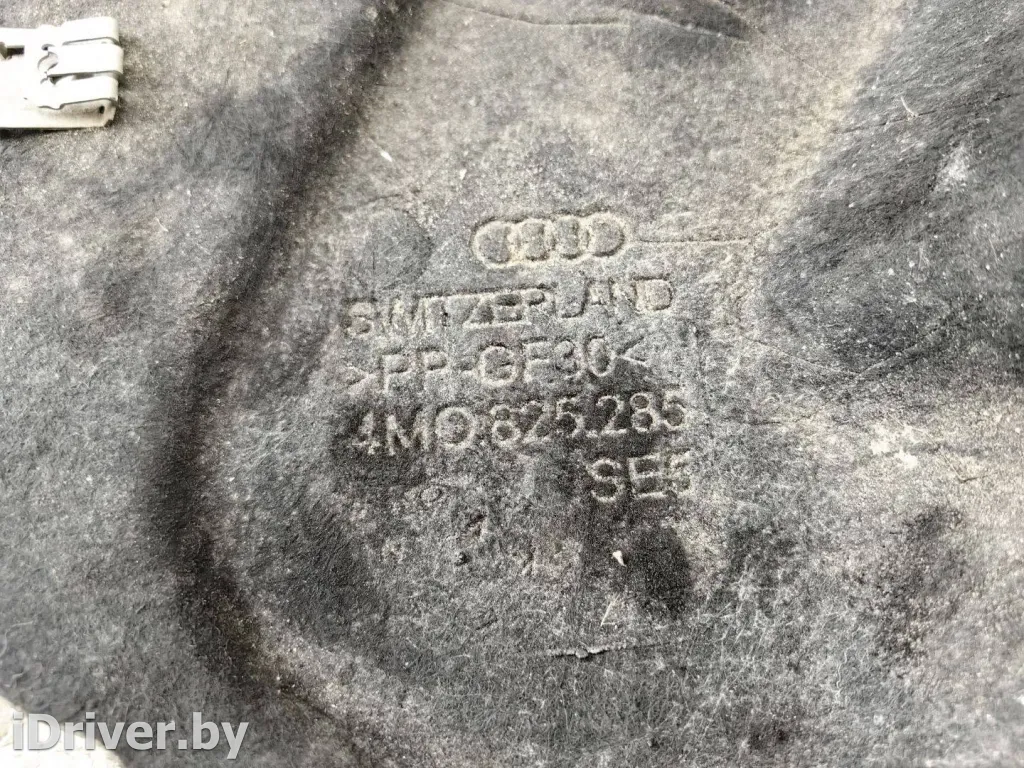 SWITZERLAND
>PP-GF30<
4M0.825.285
SE5
iDriver.by